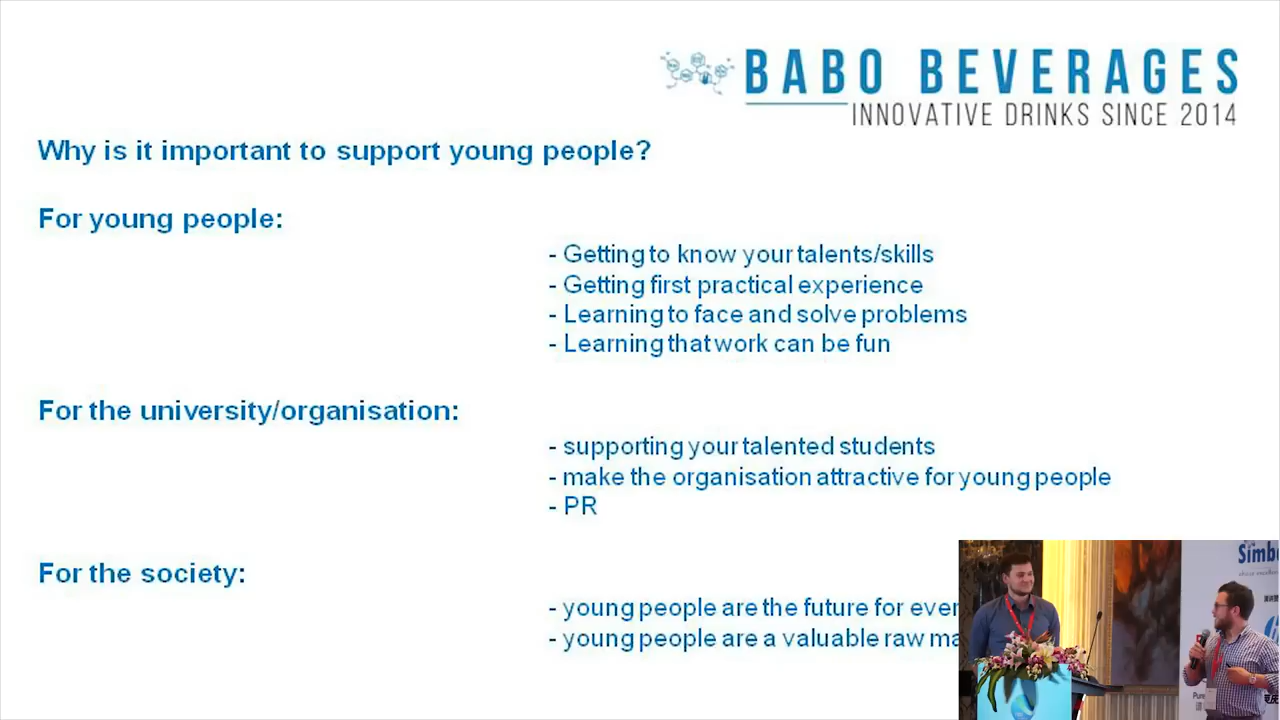 BABO BEVERAGES
INNOVATIVE DRINKS SINCE 2014
Why is it important to support young people?
For young people:
- Getting to know your talents/skills
- Getting first practical experience
- Learning to face and solve problems
- Learning that work can be fun
For the university/organisation:
- supporting your talented students
- make the organisation attractive for young people
- PR
For the society:
- young people are the future for
- young people are a valuable raw